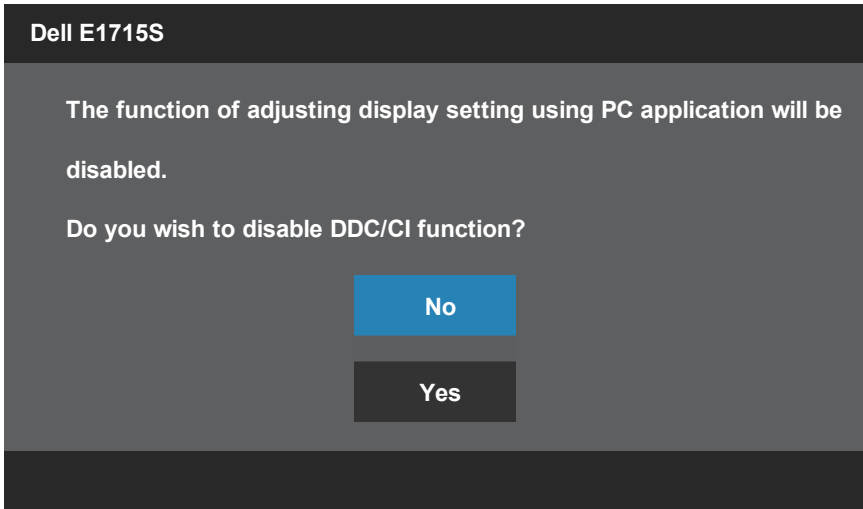 Dell E1715S
The function of adjusting display setting using PC application will be
disabled.
Do you wish to disable DDC/CI function?
No
Yes